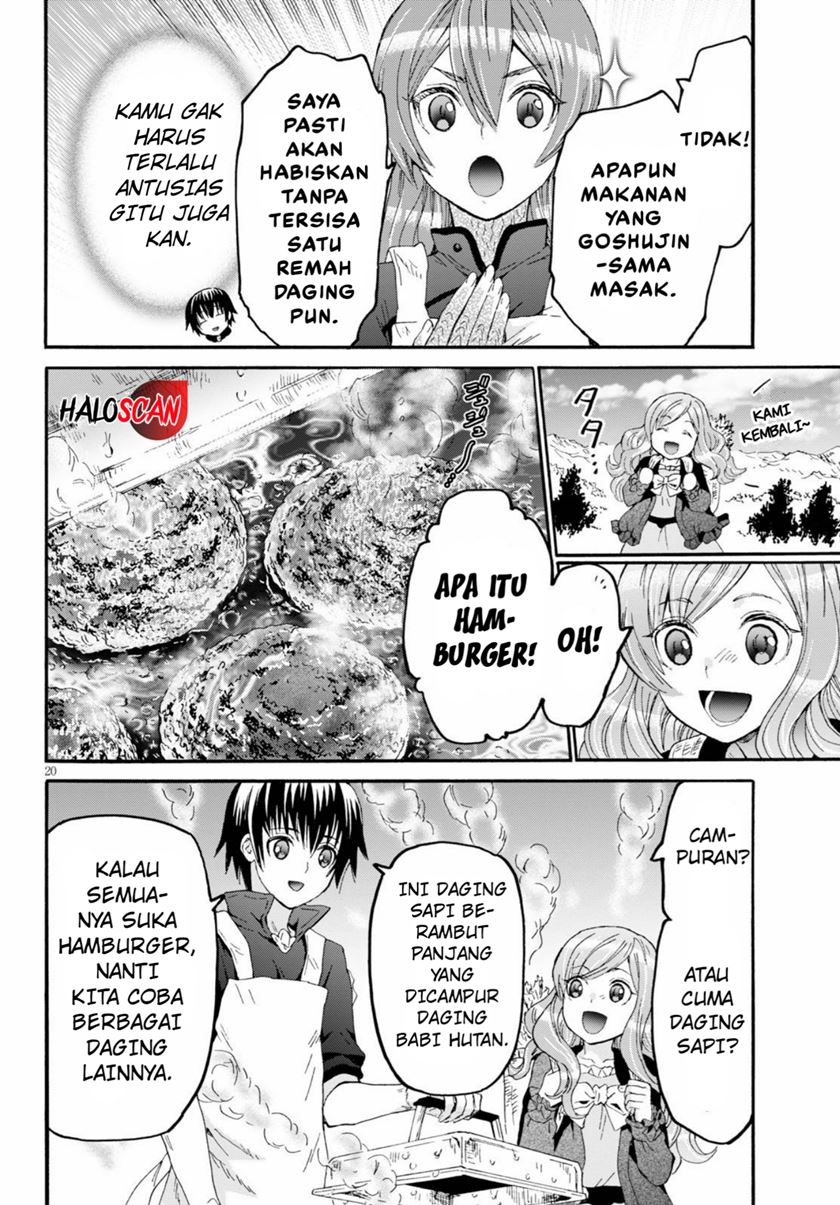 TIDAK!
APAPUN
MAKANAN
YANG
GOSHUJIN
-SAMA
MASAK.
SAYA
PASTI
AKAN
HABISKAN
TANPA
TERSISA
SATU
REMAH
DAGING
PUN.
KAMU GAK
HARUS
TERLALU
ANTUSIAS
GITU JUGA
KAN.
KAMI
KEMBALI~
タタ...
HALOSCAN
OH!
APA ITU
HAM-
BURGER!
20
CAM-
PURAN?
ATAU
CUMA
DAGING
SAPI?
INI DAGING
SAPI BE-
RAMBUT
PANJANG
YANG
DICAMPUR
DAGING
BABI HUTAN.
KALAU
SEMUA-
NYA SUKA
HAMBURGER,
NANTI
KITA COBA
BERBAGAI
DAGING
LAINNYA.